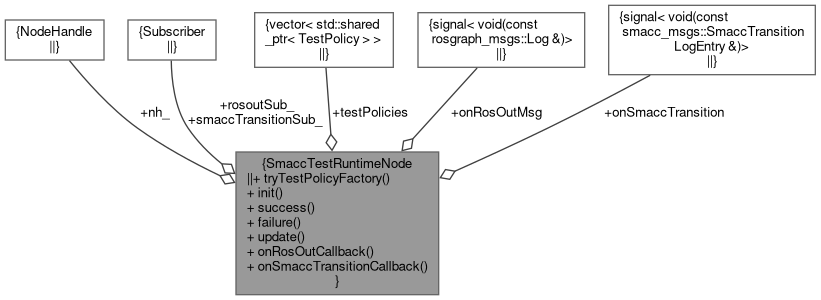 {NodeHandle
||}
{Subscriber
||}
{vector< std::shared
_ptr< TestPolicy > >
||}
{signal< void(const
rosgraph_msgs::Log &)>
||}
{signal< void(const
smacc_msgs::SmaccTransition
LogEntry &)>
||}
+nh_
+rosoutSub_
+smaccTransitionSub_
+testPolicies
+onRosOutMsg
+onSmaccTransition
{SmaccTestRuntimeNode
||+ tryTestPolicyFactory()
+ init()
+ success()
+ failure()
+ update()
+ onRosOutCallback()
+ onSmaccTransitionCallback()
}